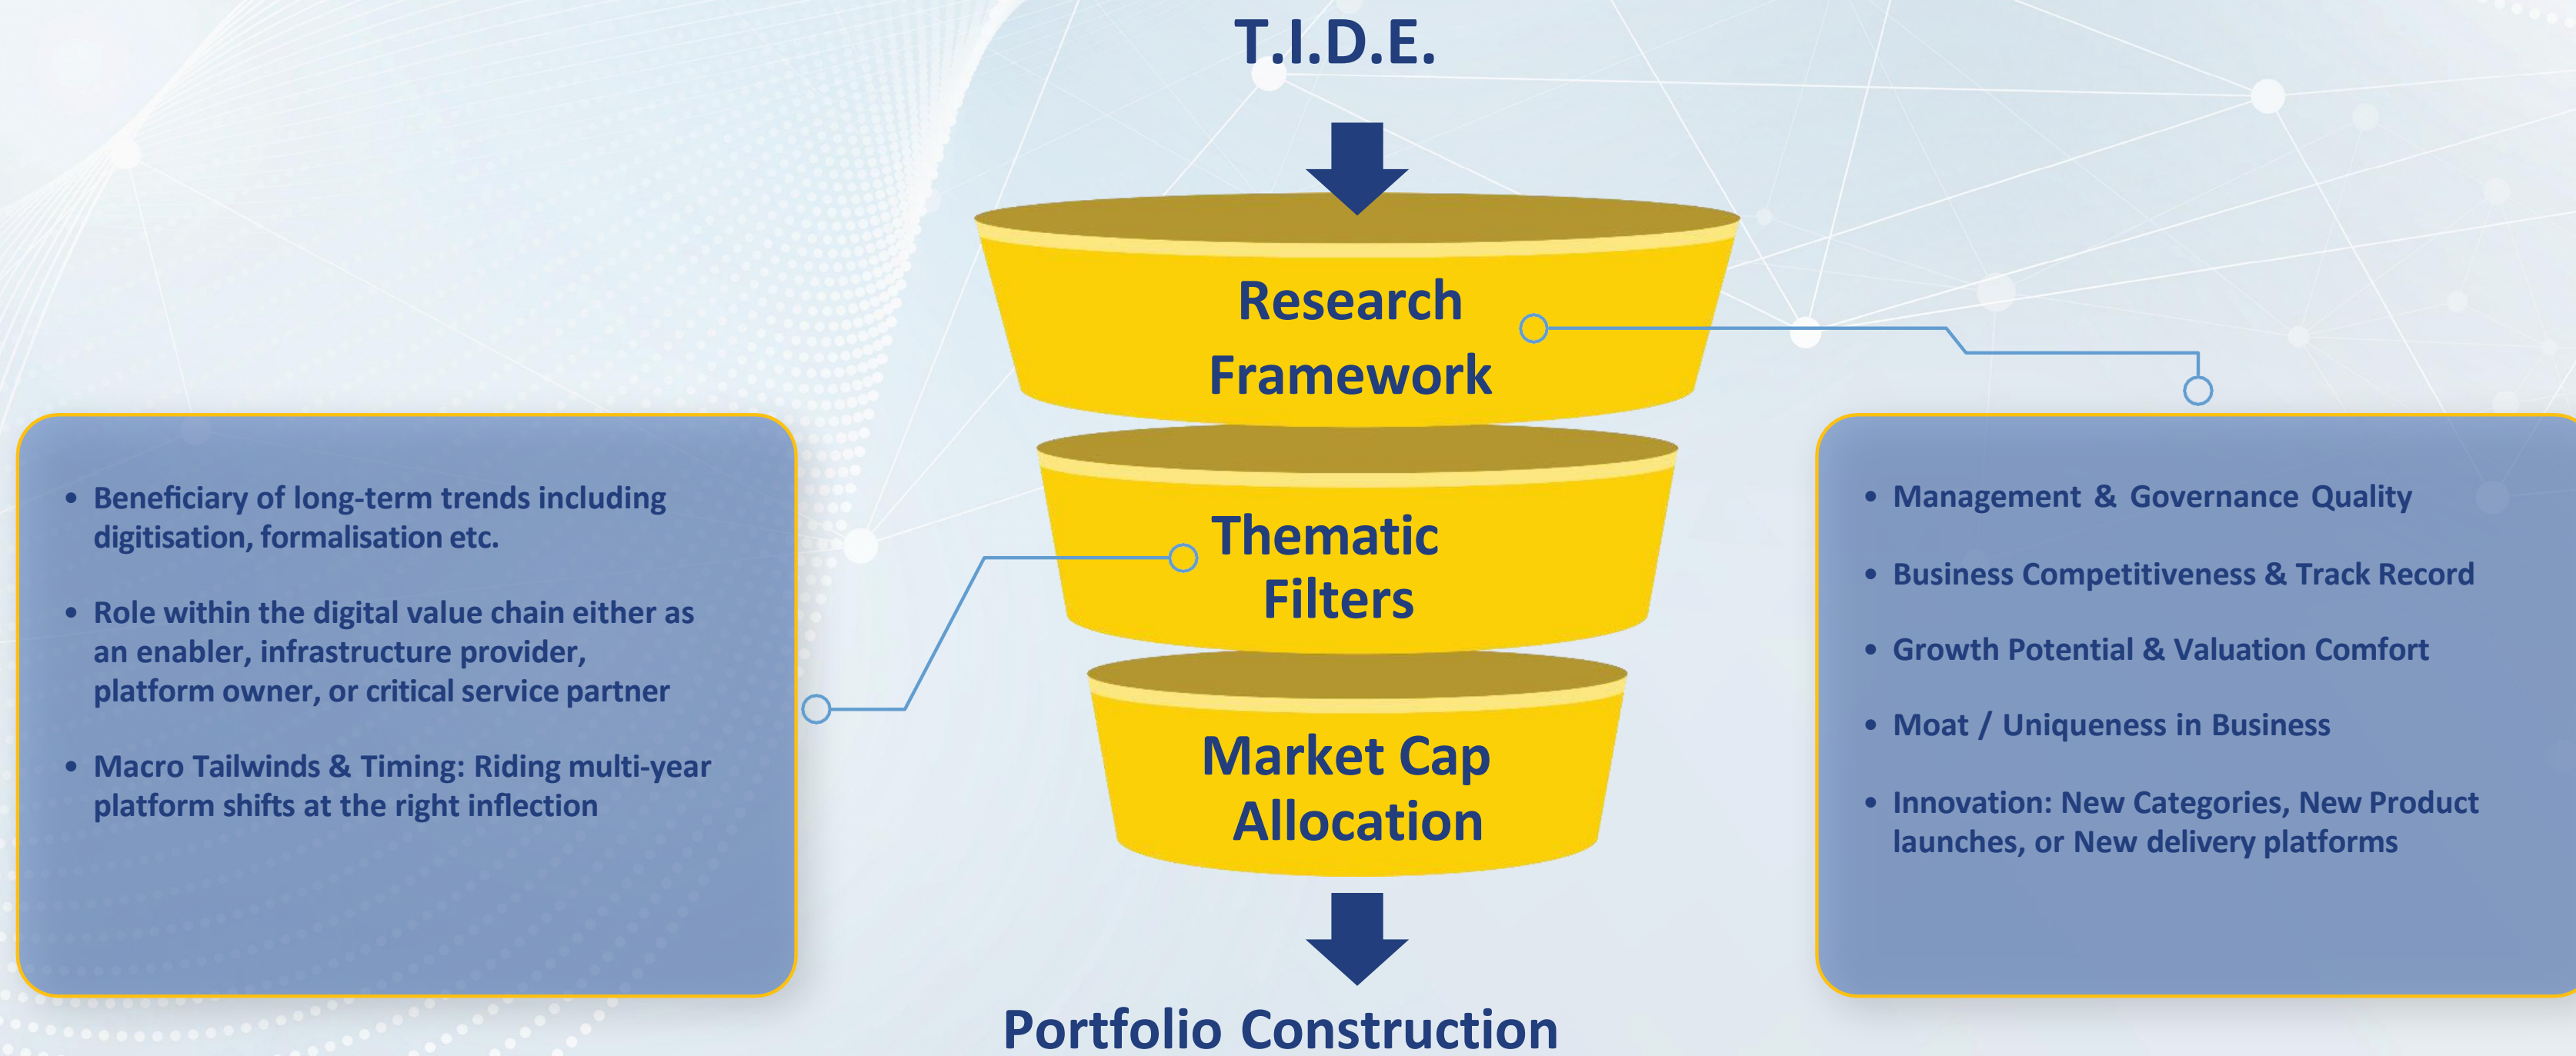 T.I.D.E.
Research
Framework
Thematic
Filters
Market Cap
Allocation
Portfolio Construction
• Beneficiary of long-term trends including
digitisation, formalisation etc.
• Role within the digital value chain either as
an enabler, infrastructure provider,
platform owner, or critical service partner
• Macro Tailwinds & Timing: Riding multi-year
platform shifts at the right inflection
• Management & Governance Quality
• Business Competitiveness & Track Record
• Growth Potential & Valuation Comfort
• Moat / Uniqueness in Business
• Innovation: New Categories, New Product
launches, or New delivery platforms